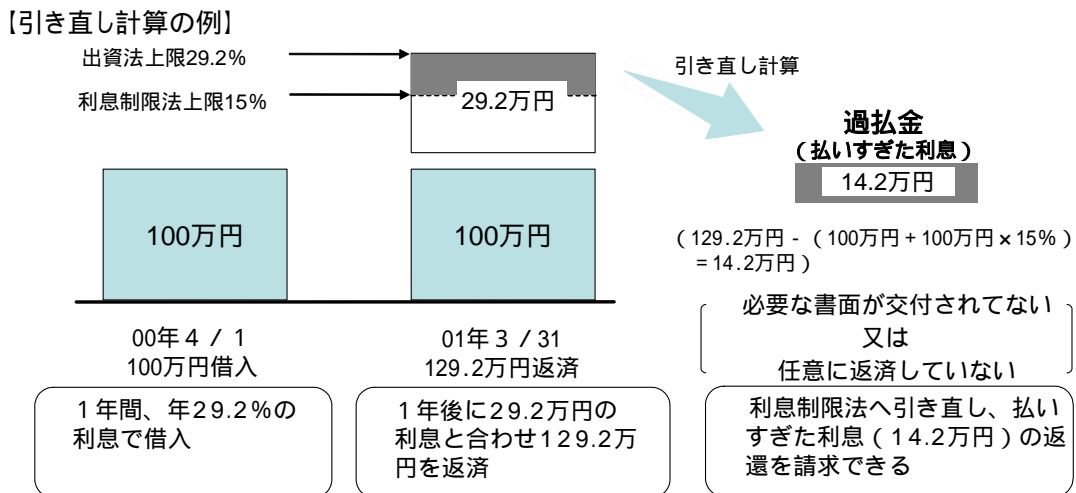 【引き直し計算の例】
出資法上限29.2%
利息制限法上限15%
29.2万円
引き直し計算
過払金
（払いすぎた利息）
14.2万円
100万円
100万円
（129.2万円 - （100万円 + 100万円 × 15%）
= 14.2万円）
00年４／１
100万円借入
01年３／31
129.2万円返済
必要な書面が交付されてない
又は
任意に返済していない
１年間、年２９.２％の
利息で借入
１年後に２９.２万円の
利息と合わせ１２９.２万
円を返済
利息制限法へ引き直し、払い
すぎた利息（１４.２万円）の返
還を請求できる